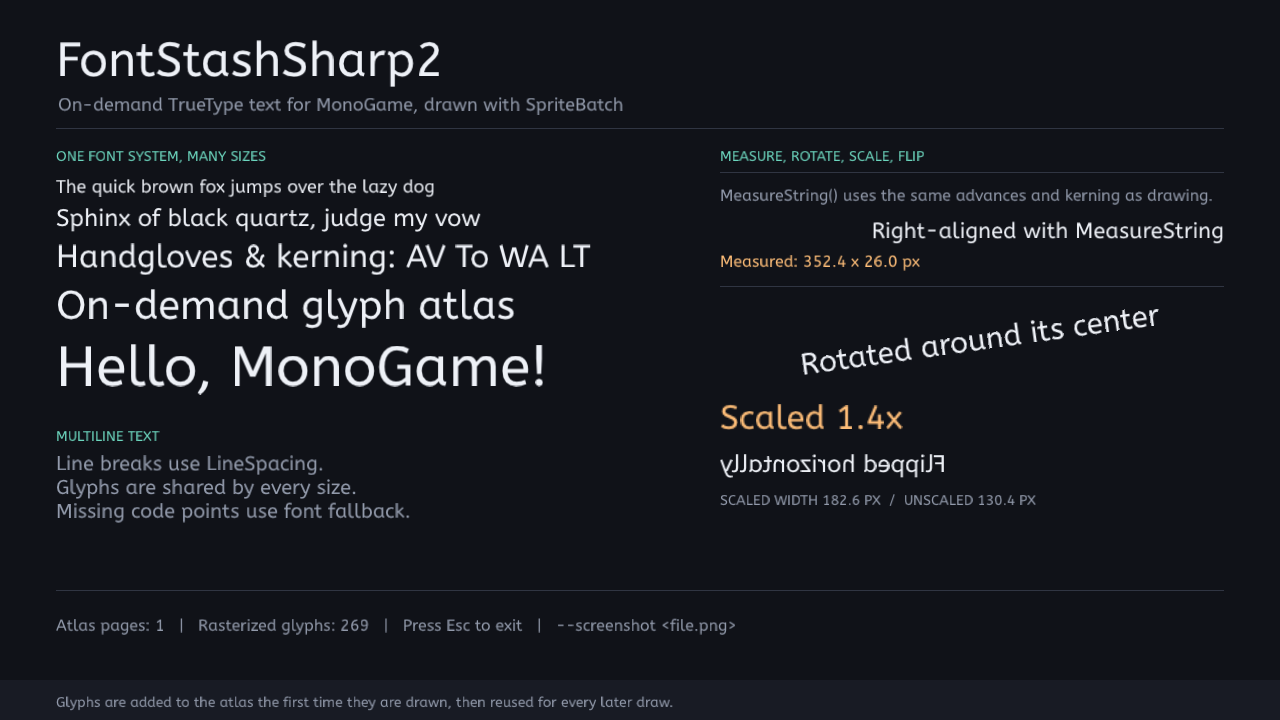 FontStashSharp2
On-demand TrueType text for MonoGame, drawn with SpriteBatch
ONE FONT SYSTEM, MANY SIZES
The quick brown fox jumps over the lazy dog
Sphinx of black quartz, judge my vow
Handgloves & kerning: AV To WA LT
On-demand glyph atlas
Hello, MonoGame!
MULTILINE TEXT
Line breaks use LineSpacing.
Glyphs are shared by every size.
Missing code points use font fallback.
MEASURE, ROTATE, SCALE, FLIP
MeasureString() uses the same advances and kerning as drawing.
Right-aligned with MeasureString
Measured: 352.4 x 26.0 px
Rotated around its center
Scaled 1.4x
Flipped horizontally
SCALED WIDTH 182.6 PX / UNSCALED 130.4 PX
Atlas pages: 1 | Rasterized glyphs: 269 | Press Esc to exit | --screenshot <file.png>
Glyphs are added to the atlas the first time they are drawn, then reused for every later draw.